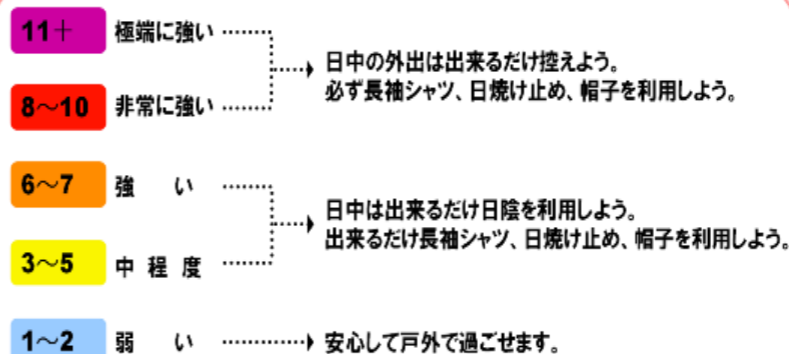 11＋ 極端に強い
日中の外出は出来るだけ控えよう。
必ず長袖シャツ、日焼け止め、帽子を利用しよう。
8～10 非常に強い
6～7 強　い
日中は出来るだけ日陰を利用しよう。
出来るだけ長袖シャツ、日焼け止め、帽子を利用しよう。
3～5 中 程 度
1～2 弱　い 安心して戸外で過ごせます。